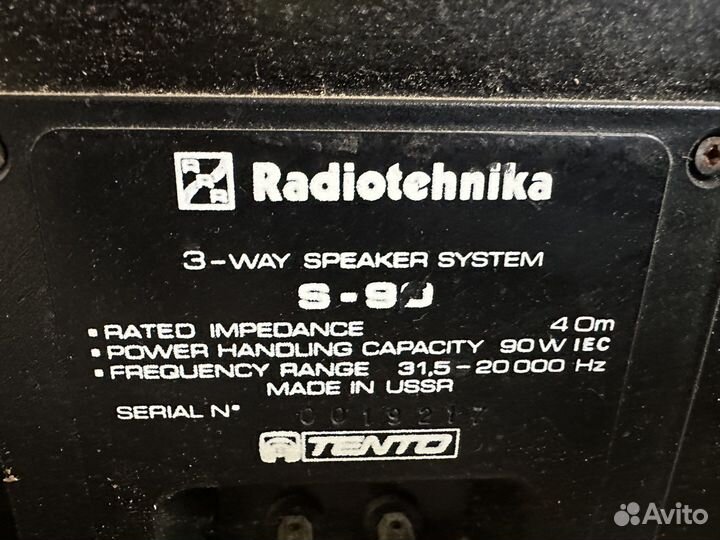 RRR Radiotehnika
3-WAY SPEAKER SYSTEM
S-90
• RATED IMPEDANCE 4 Om
• POWER HANDLING CAPACITY 90 W IEC
• FREQUENCY RANGE 31,5-20 000 Hz
MADE IN USSR
SERIAL N°
TENTO
Avito